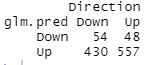 Direction
glm.pred Down Up
Down 54 48
Up 430 557